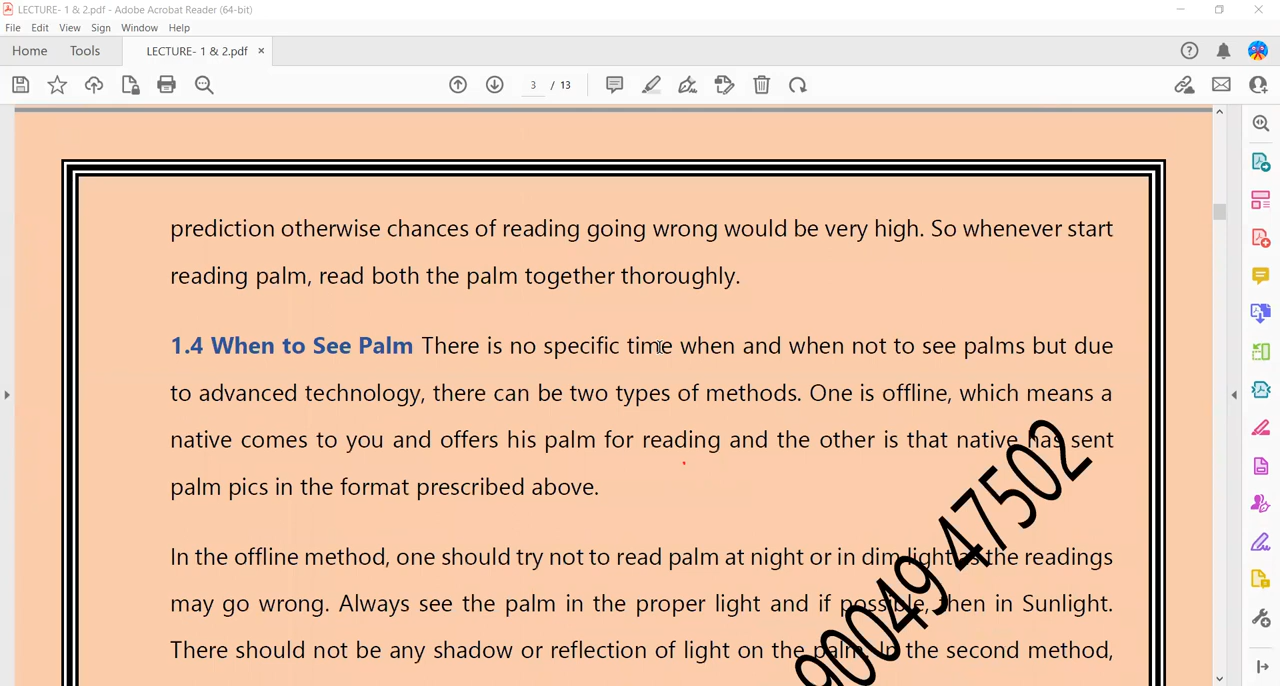 LECTURE- 1 & 2.pdf - Adobe Acrobat Reader (64-bit)
File Edit View Sign Window Help
Home Tools LECTURE- 1 & 2.pdf ×
3 / 13
prediction otherwise chances of reading going wrong would be very high. So whenever start
reading palm, read both the palm together thoroughly.
1.4 When to See Palm There is no specific time when and when not to see palms but due
to advanced technology, there can be two types of methods. One is offline, which means a
native comes to you and offers his palm for reading and the other is that native has sent
palm pics in the format prescribed above.
In the offline method, one should try not to read palm at night or in dim light as the readings
may go wrong. Always see the palm in the proper light and if possible, then in Sunlight.
There should not be any shadow or reflection of light on the palm. In the second method,
90049 47502